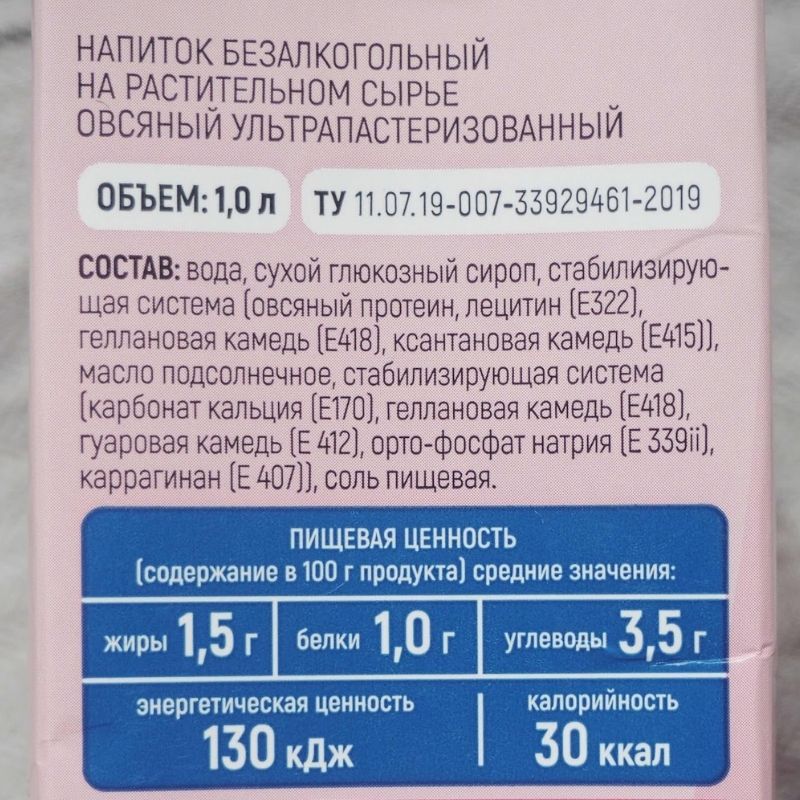 НАПИТОК БЕЗАЛКОГОЛЬНЫЙ
НА РАСТИТЕЛЬНОМ СЫРЬЕ
ОВСЯНЫЙ УЛЬТРАПАСТЕРИЗОВАННЫЙ
ОБЪЕМ: 1,0 л
ТУ 11.07.19-007-33929461-2019
СОСТАВ: вода, сухой глюкозный сироп, стабилизирую-
щая система (овсяный протеин, лецитин (Е322),
геллановая камедь (Е418), ксантановая камедь (Е415)),
масло подсолнечное, стабилизирующая система
(карбонат кальция (Е170), геллановая камедь (Е418),
гуаровая камедь (Е 412), орто-фосфат натрия (Е 339ii),
каррагинан (Е 407)), соль пищевая.
ПИЩЕВАЯ ЦЕННОСТЬ
(содержание в 100 г продукта) средние значения:
жиры 1,5 г
белки 1,0 г
углеводы 3,5 г
энергетическая ценность
130 кДж
калорийность
30 ккал